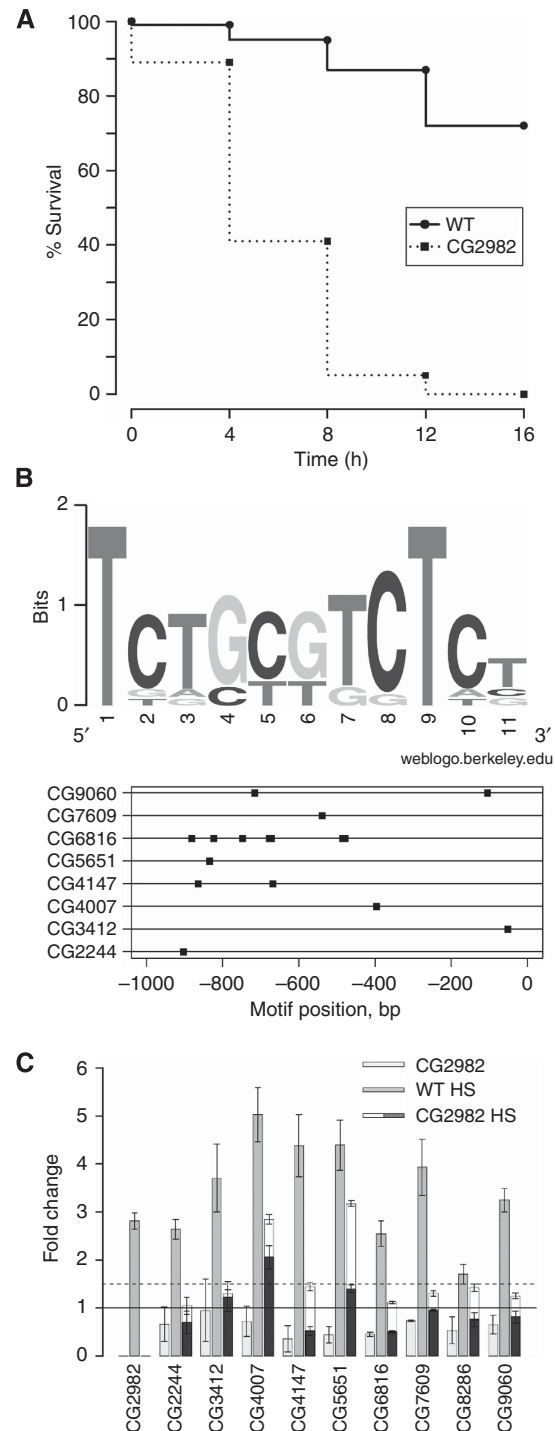 A
100
80
60
40
20
0
% Survival
WT
CG2982
0 4 8 12 16
Time (h)
B
2
1
0
Bits
TCTGCGTCTCT
G A C T T G G A C
T G T G
1 2 3 4 5 6 7 8 9 10 11
5′ 3′
weblogo.berkeley.edu
CG9060
CG7609
CG6816
CG5651
CG4147
CG4007
CG3412
CG2244
−1000 −800 −600 −400 −200 0
Motif position, bp
C
6
5
4
3
2
1
0
Fold change
CG2982
WT HS
CG2982 HS
CG2982 CG2244 CG3412 CG4007 CG4147 CG5651 CG6816 CG7609 CG8286 CG9060